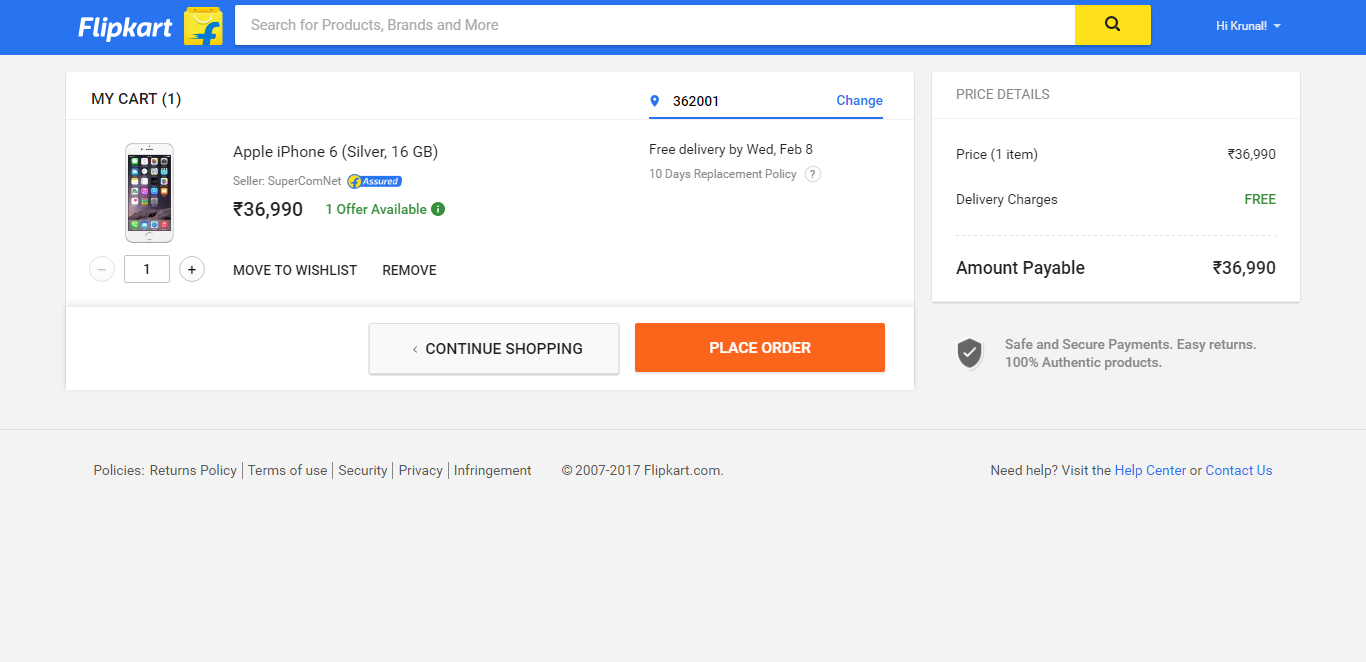 Flipkart
Search for Products, Brands and More
Hi Krunal!
MY CART (1)
362001
Change
Apple iPhone 6 (Silver, 16 GB)
Seller: SuperComNet Assured
₹36,990 1 Offer Available
Free delivery by Wed, Feb 8
10 Days Replacement Policy ?
− 1 +
MOVE TO WISHLIST REMOVE
‹ CONTINUE SHOPPING
PLACE ORDER
PRICE DETAILS
Price (1 item) ₹36,990
Delivery Charges FREE
Amount Payable ₹36,990
Safe and Secure Payments. Easy returns.
100% Authentic products.
Policies: Returns Policy | Terms of use | Security | Privacy | Infringement © 2007-2017 Flipkart.com. Need help? Visit the Help Center or Contact Us